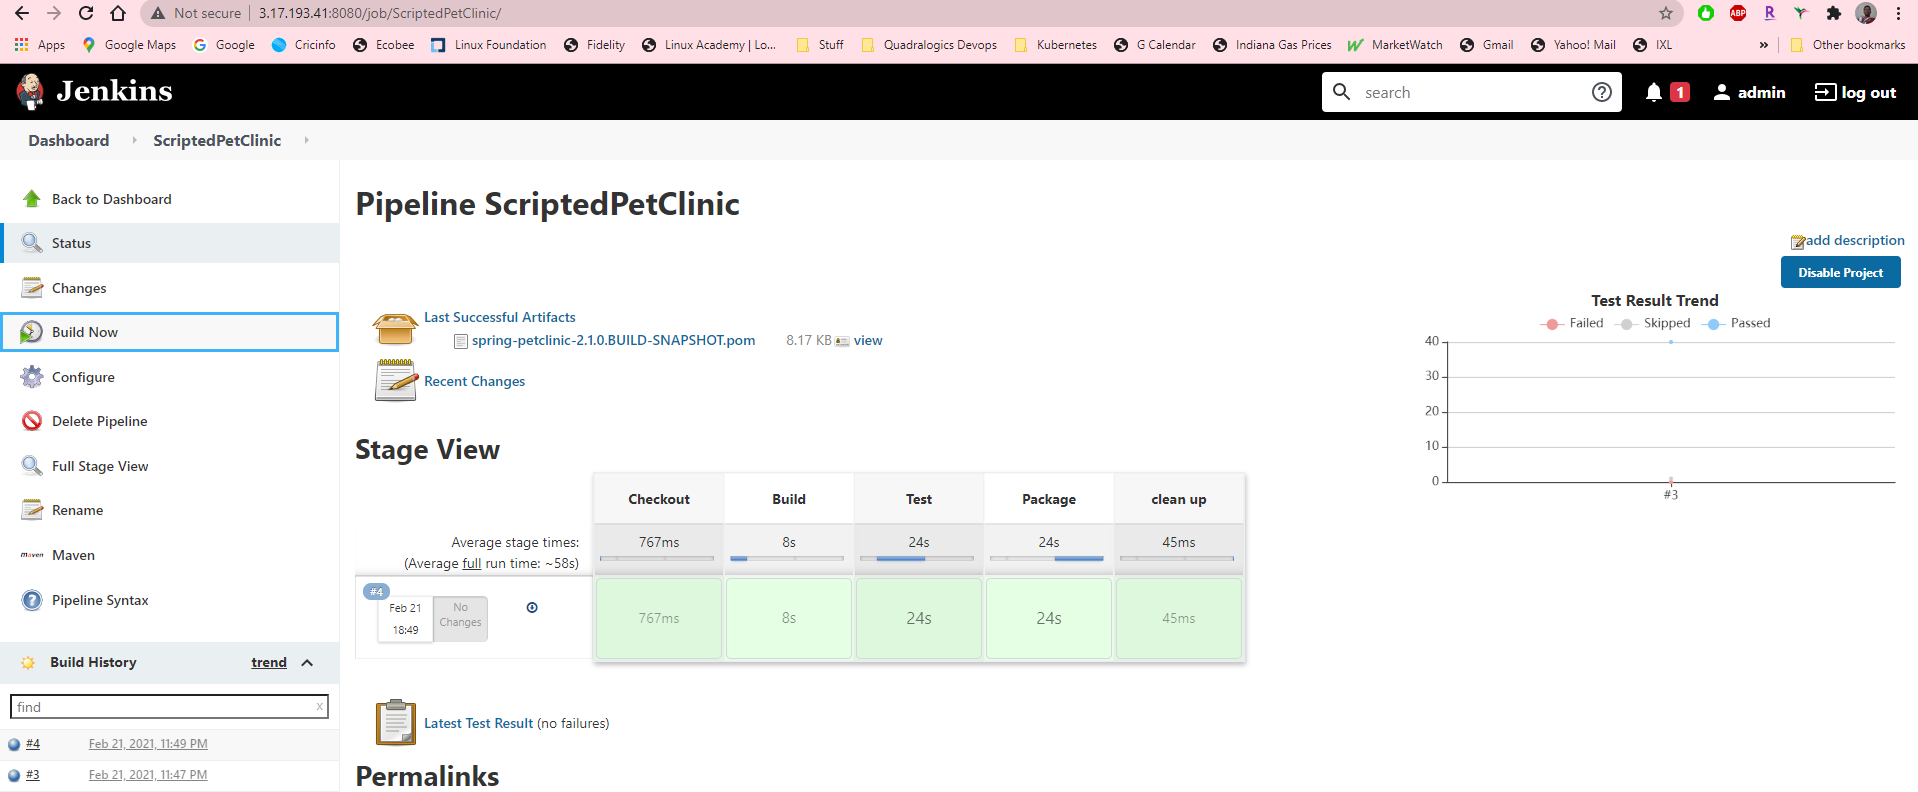 Not secure | 3.17.193.41:8080/job/ScriptedPetClinic/
ABP R
Apps Google Maps Google Cricinfo Ecobee Linux Foundation Fidelity Linux Academy | Lo... Stuff Quadralogics Devops Kubernetes G Calendar Indiana Gas Prices MarketWatch Gmail Yahoo! Mail IXL » Other bookmarks
Jenkins search 1 admin log out
Dashboard ScriptedPetClinic
Back to Dashboard
Status
Changes
Build Now
Configure
Delete Pipeline
Full Stage View
Rename
Maven Maven
Pipeline Syntax
Build History trend
find x
#4 Feb 21, 2021, 11:49 PM
#3 Feb 21, 2021, 11:47 PM
Pipeline ScriptedPetClinic
add description
Disable Project
Last Successful Artifacts
spring-petclinic-2.1.0.BUILD-SNAPSHOT.pom 8.17 KB view
Recent Changes
Test Result Trend
Failed Skipped Passed
40
30
20
10
0
#3
Stage View
Checkout Build Test Package clean up
Average stage times: 767ms 8s 24s 24s 45ms
(Average full run time: ~58s)
#4
Feb 21 No
18:49 Changes
767ms 8s 24s 24s 45ms
Latest Test Result (no failures)
Permalinks